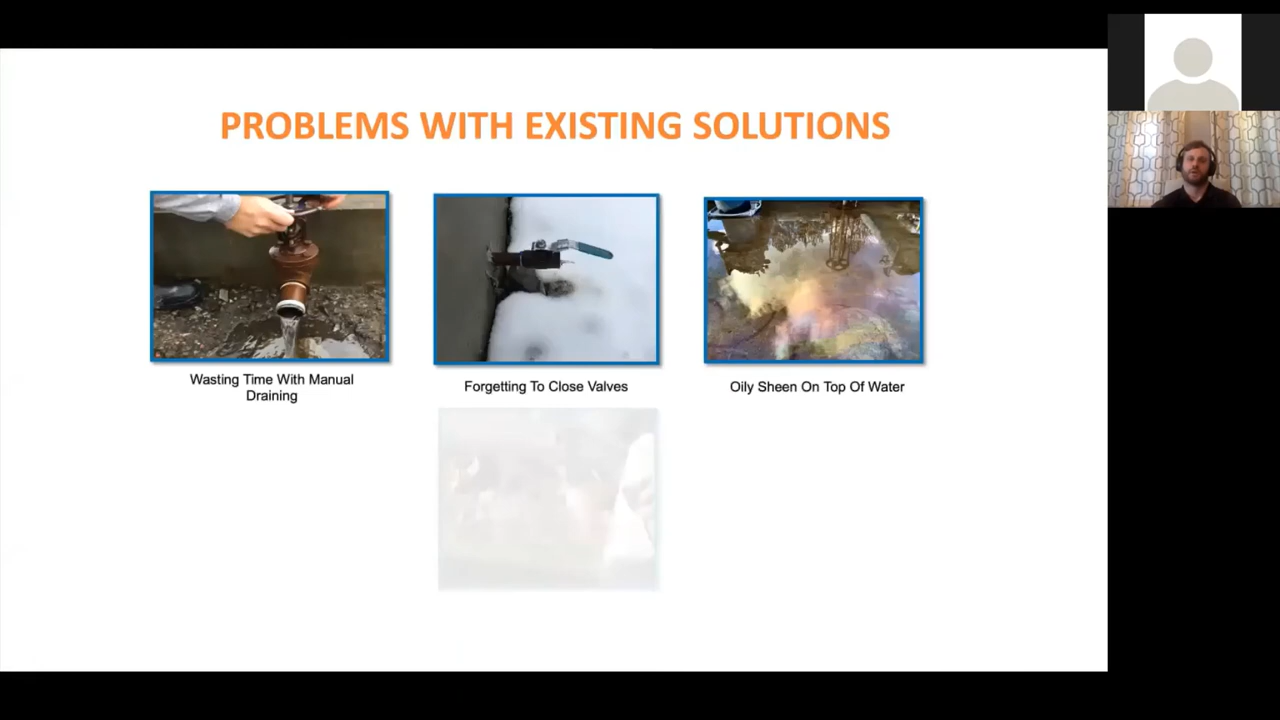 PROBLEMS WITH EXISTING SOLUTIONS
Wasting Time With Manual
Draining
Forgetting To Close Valves
Oily Sheen On Top Of Water